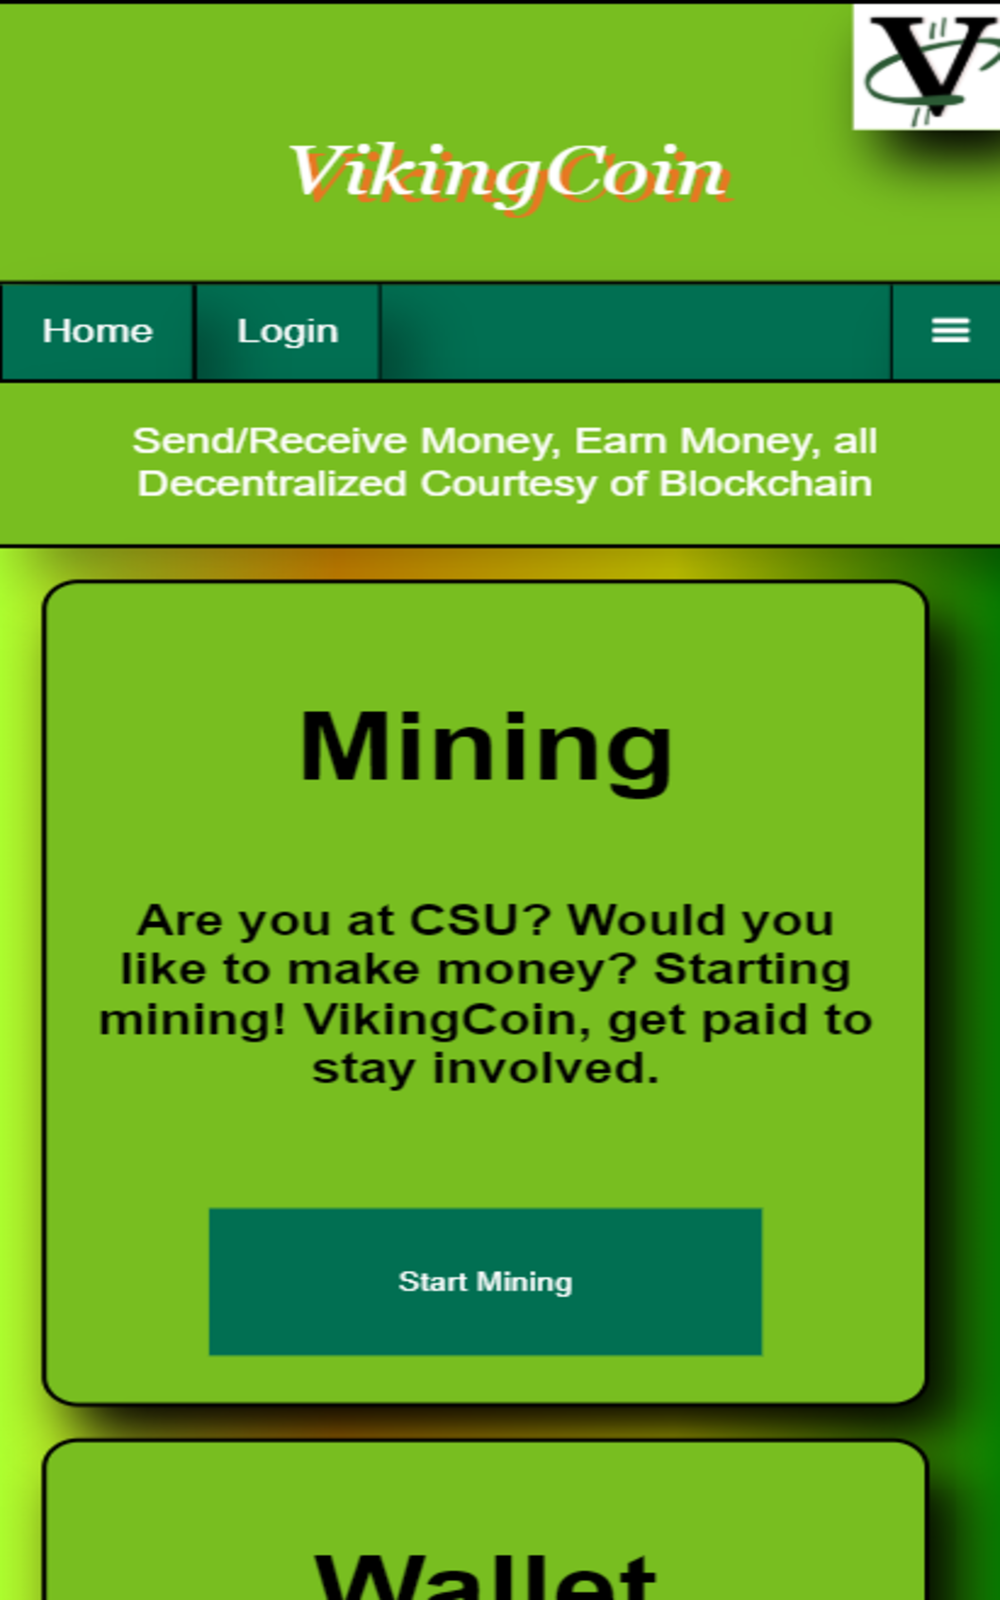 V
VikingCoin
Home
Login
Send/Receive Money, Earn Money, all
Decentralized Courtesy of Blockchain
Mining
Are you at CSU? Would you
like to make money? Starting
mining! VikingCoin, get paid to
stay involved.
Start Mining
Wallet